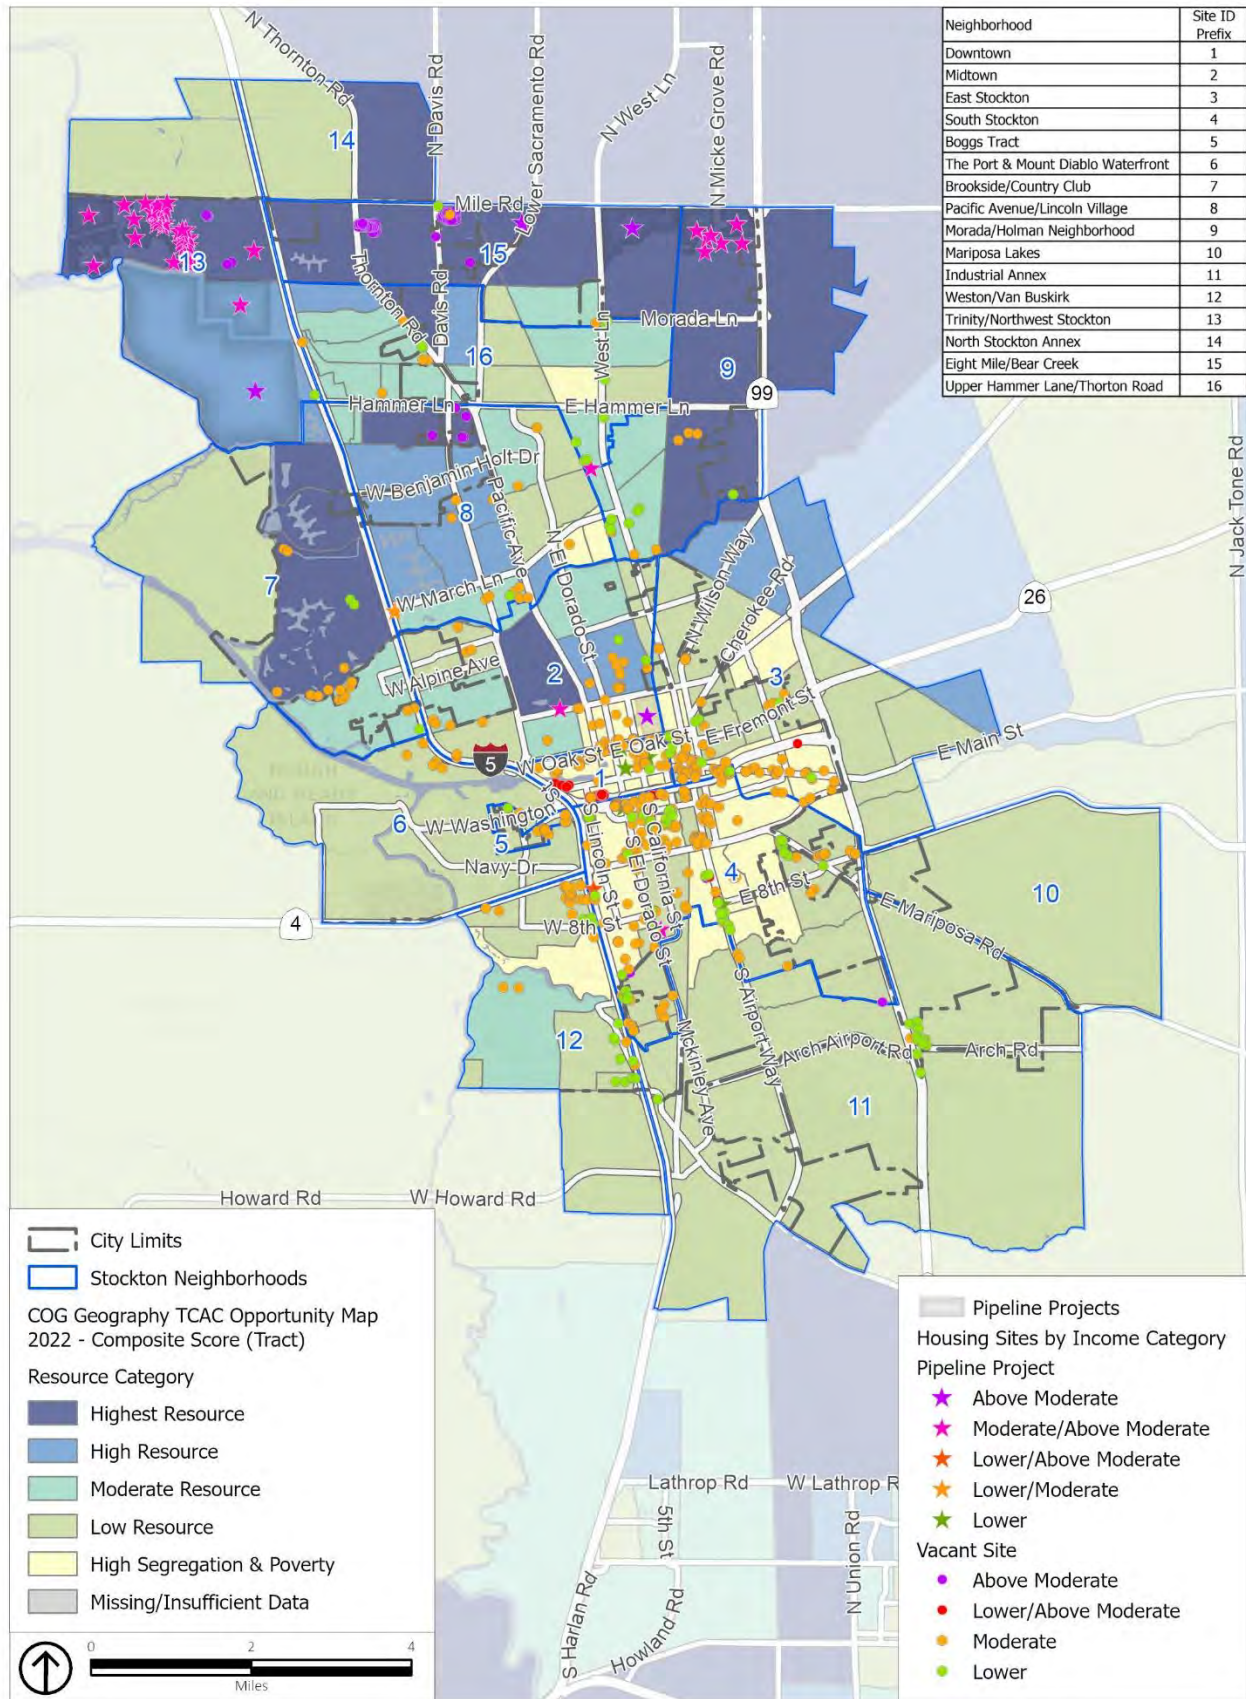 Neighborhood Site ID Prefix
Downtown 1
Midtown 2
East Stockton 3
South Stockton 4
Boggs Tract 5
The Port & Mount Diablo Waterfront 6
Brookside/Country Club 7
Pacific Avenue/Lincoln Village 8
Morada/Holman Neighborhood 9
Mariposa Lakes 10
Industrial Annex 11
Weston/Van Buskirk 12
Trinity/Northwest Stockton 13
North Stockton Annex 14
Eight Mile/Bear Creek 15
Upper Hammer Lane/Thorton Road 16
N Thornton Rd
N Davis Rd
Lower Sacramento Rd
N West Ln
N Micke Grove Rd
14
Mile Rd
13
15
Thornton Rd
Davis Rd
16
West Ln
Morada Ln
9
99
Hammer Ln
E Hammer Ln
W Benjamin Holt Dr
8
Pacific Ave
N El Dorado St
N Jack Tone Rd
7
W March Ln
N Wilson Way
Cherokee Rd
26
W Alpine Ave
2
3
5
W Oak St
E Oak St
E Fremont St
E Main St
1
6
W Washington St
5
Navy Dr
S Lincoln St
S El Dorado St
S California St
4
E 8th St
10
4
W 8th St
E Mariposa Rd
S Airport Way
12
Mckinley Ave
Arch Airport Rd
Arch Rd
11
Howard Rd
W Howard Rd
Lathrop Rd
W Lathrop R
5th St
N Union Rd
S Harlan Rd
Howland Rd
City Limits
Stockton Neighborhoods
COG Geography TCAC Opportunity Map
2022 - Composite Score (Tract)
Resource Category
Highest Resource
High Resource
Moderate Resource
Low Resource
High Segregation & Poverty
Missing/Insufficient Data
0 2 4
Miles
Pipeline Projects
Housing Sites by Income Category
Pipeline Project
Above Moderate
Moderate/Above Moderate
Lower/Above Moderate
Lower/Moderate
Lower
Vacant Site
Above Moderate
Lower/Above Moderate
Moderate
Lower